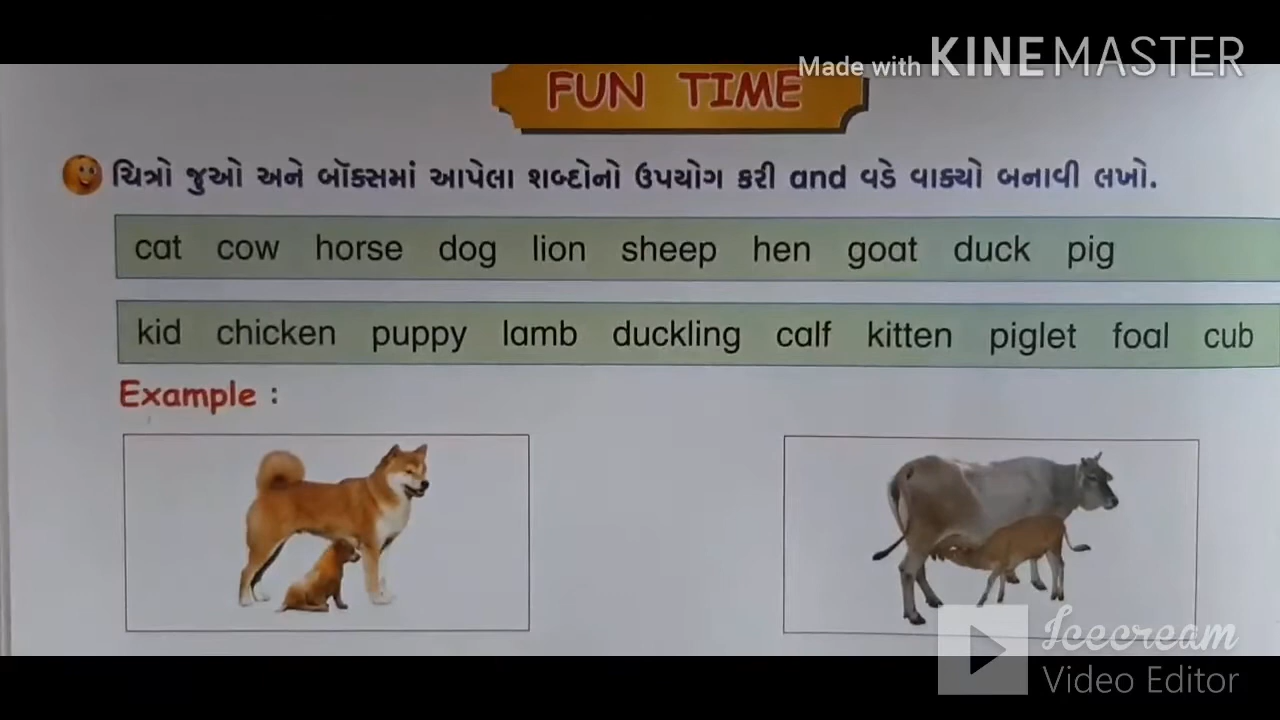 Made with KINEMASTER
FUN TIME
ચિત્રો જુઓ અને બૉક્સમાં આપેલા શબ્દોનો ઉપયોગ કરી and વડે વાક્યો બનાવી લખો.
cat cow horse dog lion sheep hen goat duck pig
kid chicken puppy lamb duckling calf kitten piglet foal cub
Example :
Icecream
Video Editor